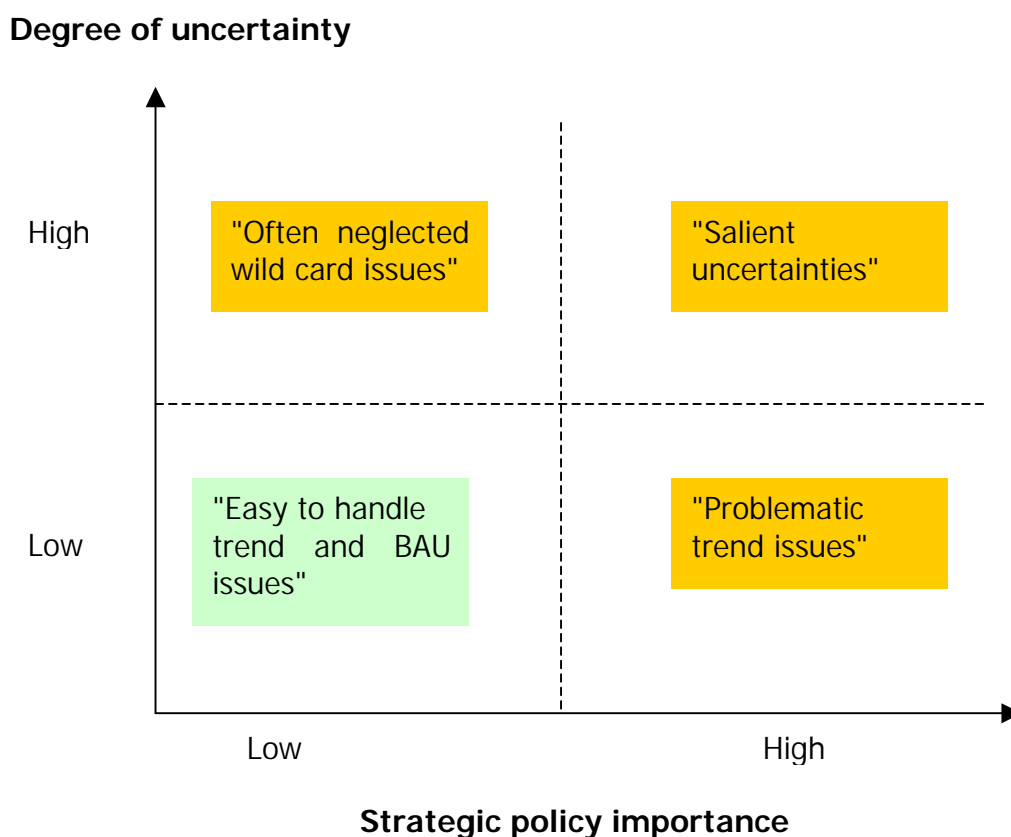 Degree of uncertainty
High
"Often neglected
wild card issues"
"Salient
uncertainties"
Low
"Easy to handle
trend and BAU
issues"
"Problematic
trend issues"
Low
High
Strategic policy importance